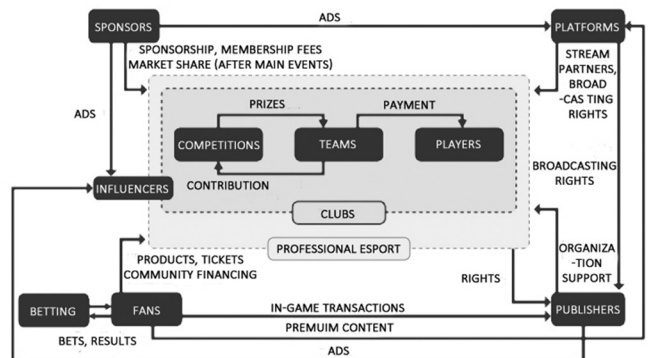 ADS
SPONSORS
PLATFORMS
SPONSORSHIP, MEMBERSHIP FEES
MARKET SHARE (AFTER MAIN EVENTS)
STREAM
PARTNERS,
BROAD
-CAS TING
RIGHTS
ADS
PRIZES
PAYMENT
COMPETITIONS
TEAMS
PLAYERS
CONTRIBUTION
BROADCASTING
RIGHTS
INFLUENCERS
CLUBS
PROFESSIONAL ESPORT
PRODUCTS, TICKETS
COMMUNITY FINANCING
RIGHTS
ORGANIZA
-TION
SUPPORT
BETTING
FANS
IN-GAME TRANSACTIONS
PUBLISHERS
PREMUIM CONTENT
BETS, RESULTS
ADS